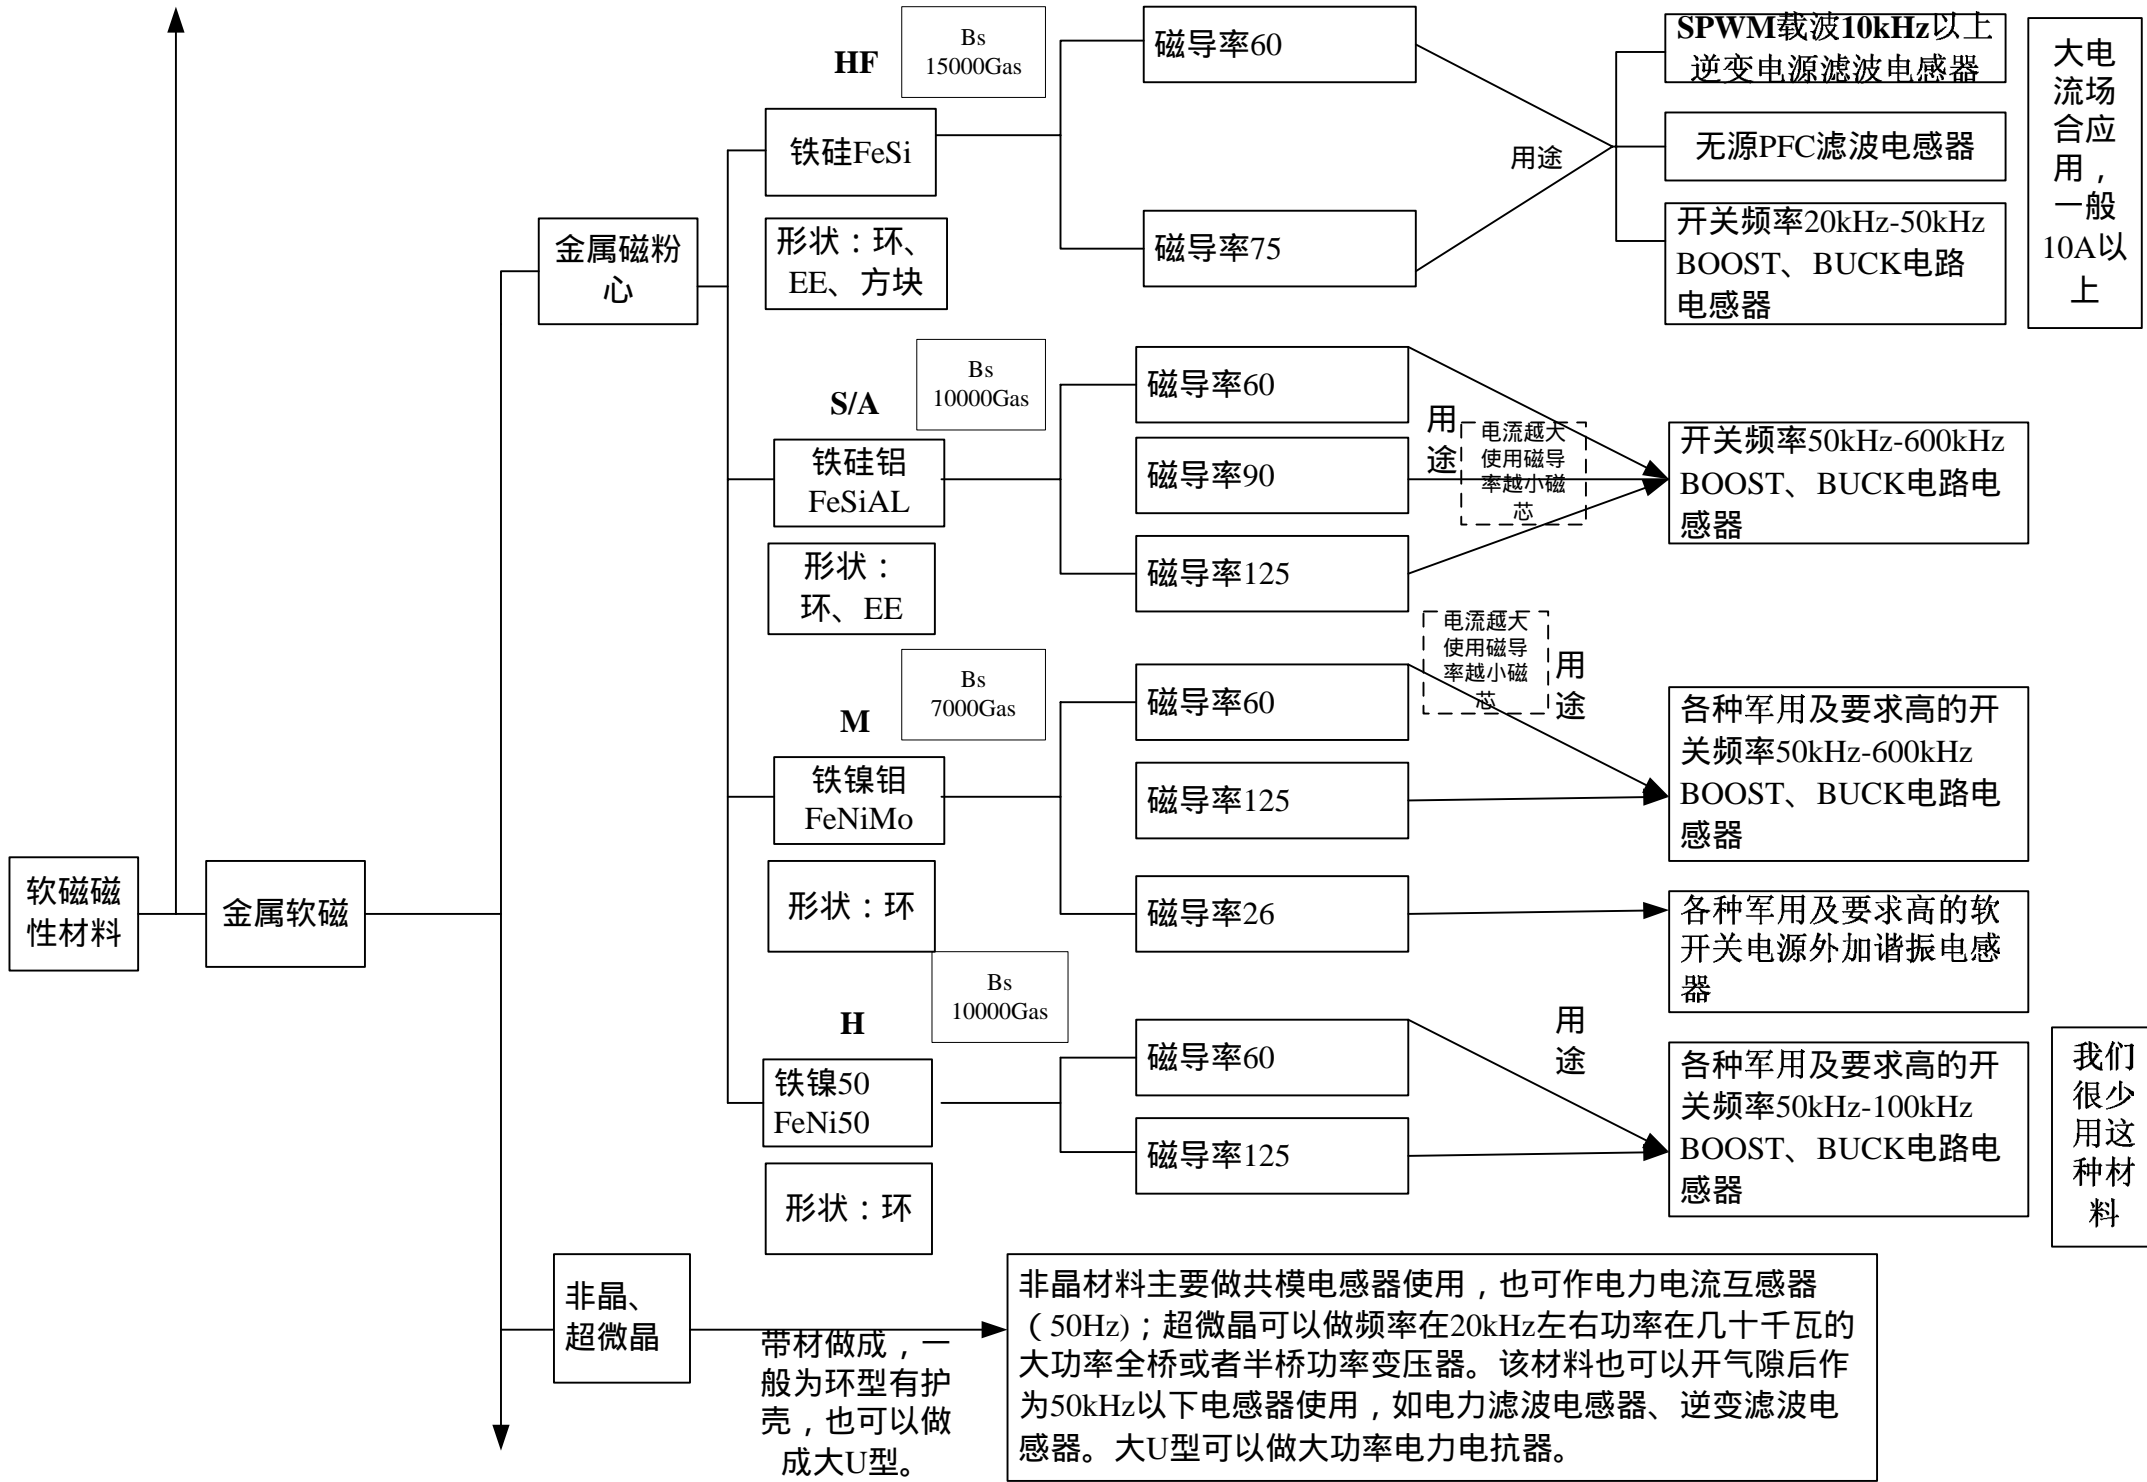 HF
Bs
15000Gas
磁导率60
SPWM载波10kHz以上
逆变电源滤波电感器
大电
流场
合应
用，
一般
10A以
上
铁硅FeSi
无源PFC滤波电感器
用途
形状：环、
EE、方块
磁导率75
开关频率20kHz-50kHz
BOOST、BUCK电路
电感器
金属磁粉
心
S/A
Bs
10000Gas
磁导率60
用
途
电流越大
使用磁导
率越小磁
芯
铁硅铝
FeSiAL
磁导率90
开关频率50kHz-600kHz
BOOST、BUCK电路电
感器
形状：
环、EE
磁导率125
电流越大
使用磁导
率越小磁
芯
用
途
M
Bs
7000Gas
磁导率60
铁镍钼
FeNiMo
磁导率125
各种军用及要求高的开
关频率50kHz-600kHz
BOOST、BUCK电路电
感器
软磁磁
性材料
金属软磁
形状：环
磁导率26
各种军用及要求高的软
开关电源外加谐振电感
器
H
Bs
10000Gas
磁导率60
用
途
铁镍50
FeNi50
磁导率125
各种军用及要求高的开
关频率50kHz-100kHz
BOOST、BUCK电路电
感器
我们
很少
用这
种材
料
形状：环
非晶、
超微晶
带材做成，一
般为环型有护
壳，也可以做
成大U型。
非晶材料主要做共模电感器使用，也可作电力电流互感器
（50Hz)；超微晶可以做频率在20kHz左右功率在几十千瓦的
大功率全桥或者半桥功率变压器。该材料也可以开气隙后作
为50kHz以下电感器使用，如电力滤波电感器、逆变滤波电
感器。大U型可以做大功率电力电抗器。